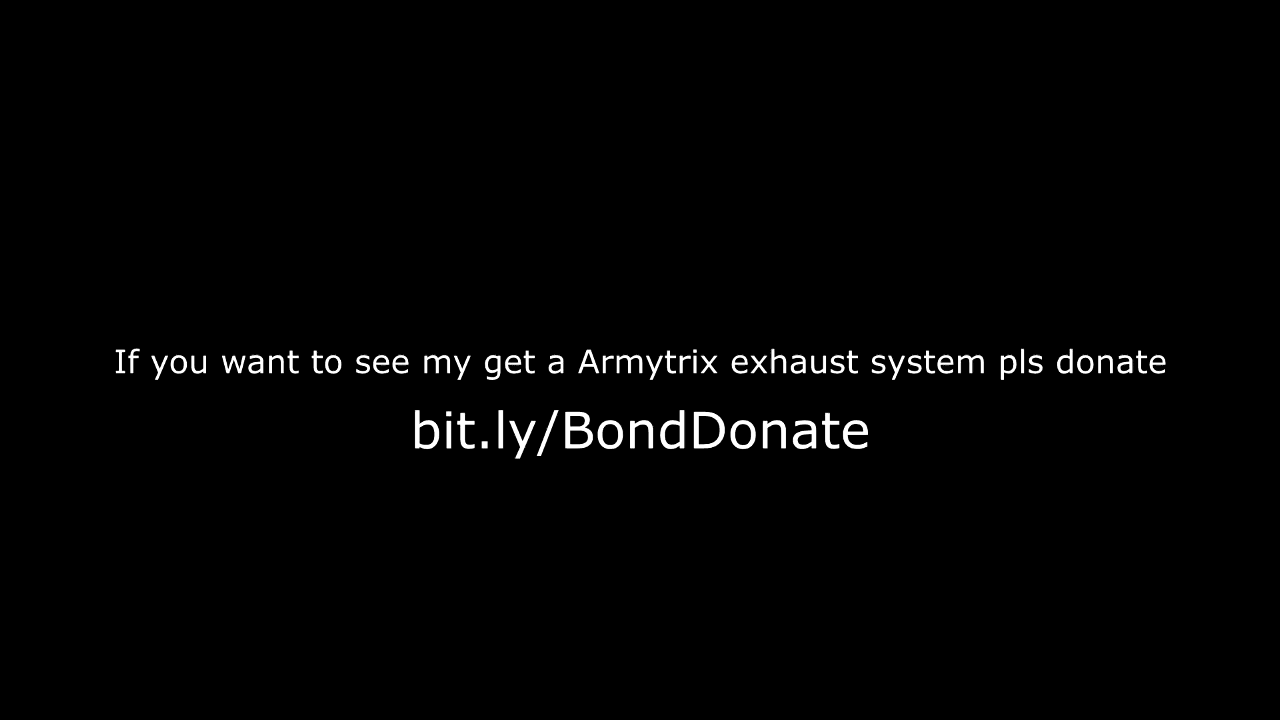 If you want to see my get a Armytrix exhaust system pls donate
bit.ly/BondDonate